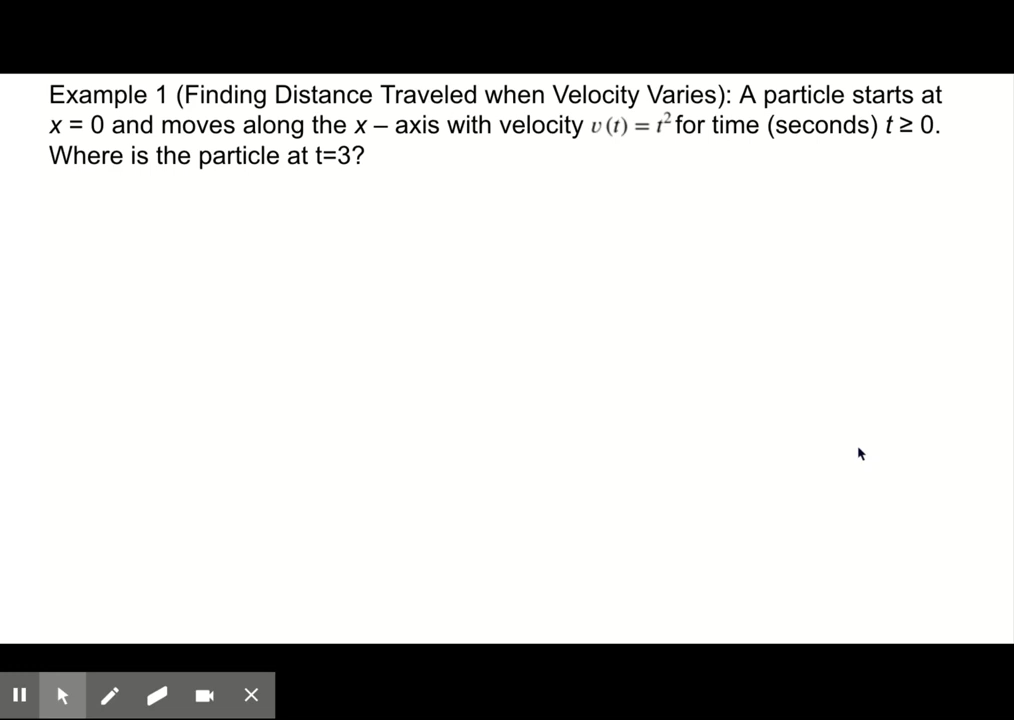 Example 1 (Finding Distance Traveled when Velocity Varies): A particle starts at
x = 0 and moves along the x – axis with velocity v(t) = t² for time (seconds) t ≥ 0.
Where is the particle at t=3?